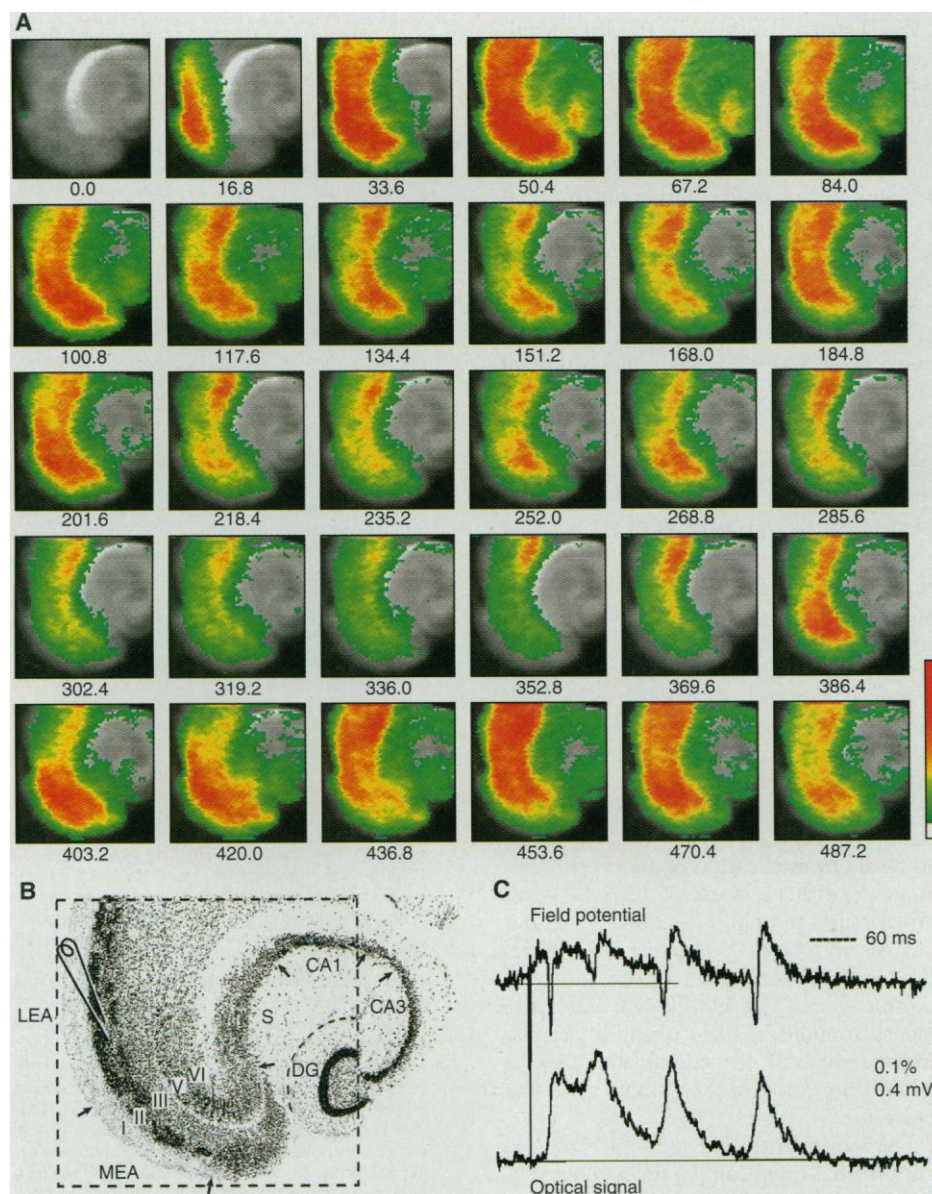 A
0.0 16.8 33.6 50.4 67.2 84.0
100.8 117.6 134.4 151.2 168.0 184.8
201.6 218.4 235.2 252.0 268.8 285.6
302.4 319.2 336.0 352.8 369.6 386.4
403.2 420.0 436.8 453.6 470.4 487.2
B
CA1
LEA
S
CA3
DG
VI
V
III
II
I
MEA
C
Field potential
60 ms
0.1%
0.4 mV
Optical signal